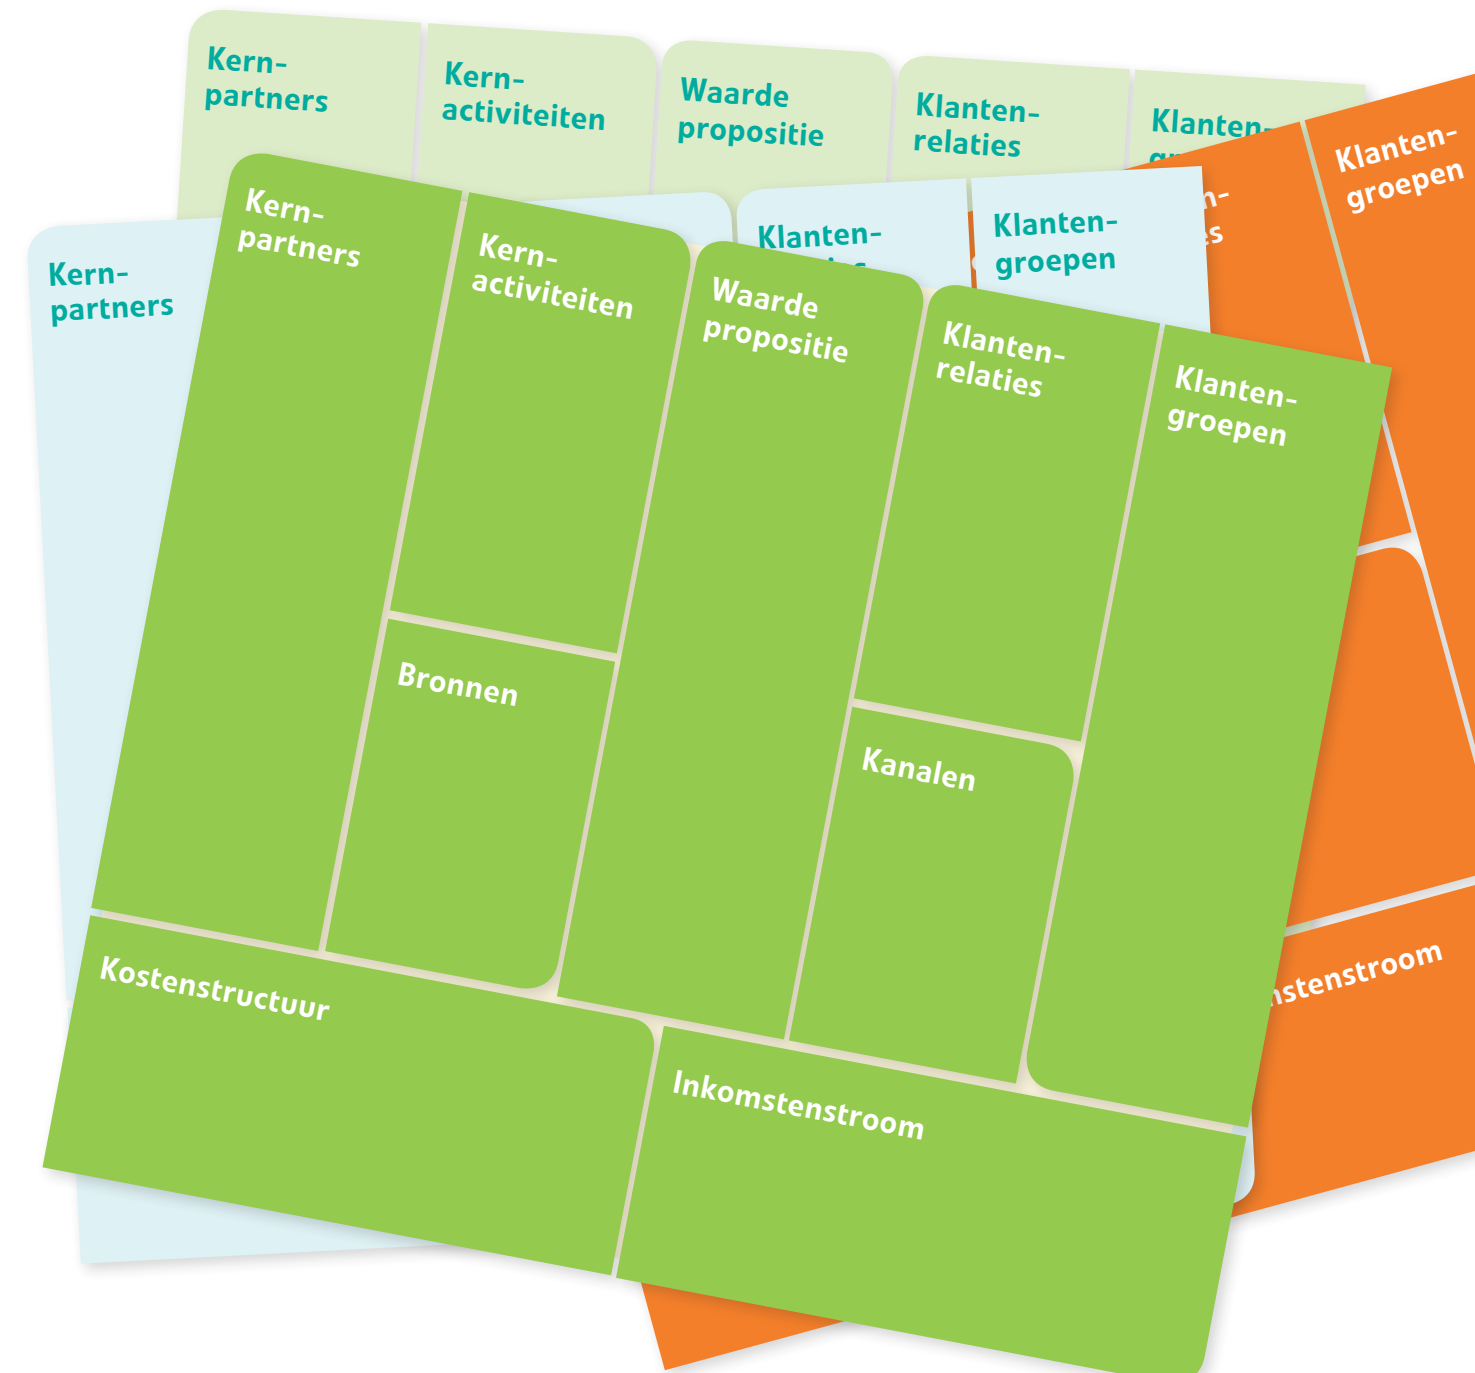 Kern-
partners
Kern-
activiteiten
Waarde
propositie
Klanten-
relaties
Klanten-
Klanten-
groepen
Kern-
partners
Klanten-
Klanten-
groepen
Kern-
partners
Kern-
activiteiten
Waarde
propositie
Klanten-
relaties
Klanten-
groepen
Bronnen
Kanalen
Kostenstructuur
Inkomstenstroom